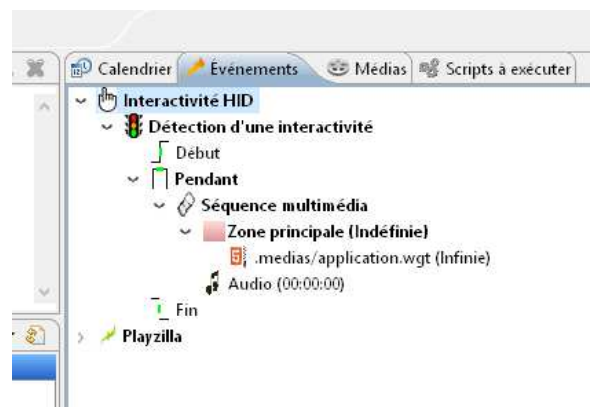 Calendrier Événements Médias Scripts à exécuter
Interactivité HID
Détection d'une interactivité
Début
Pendant
Séquence multimédia
Zone principale (Indéfinie)
.medias/application.wgt (Infinie)
Audio (00:00:00)
Fin
Playzilla